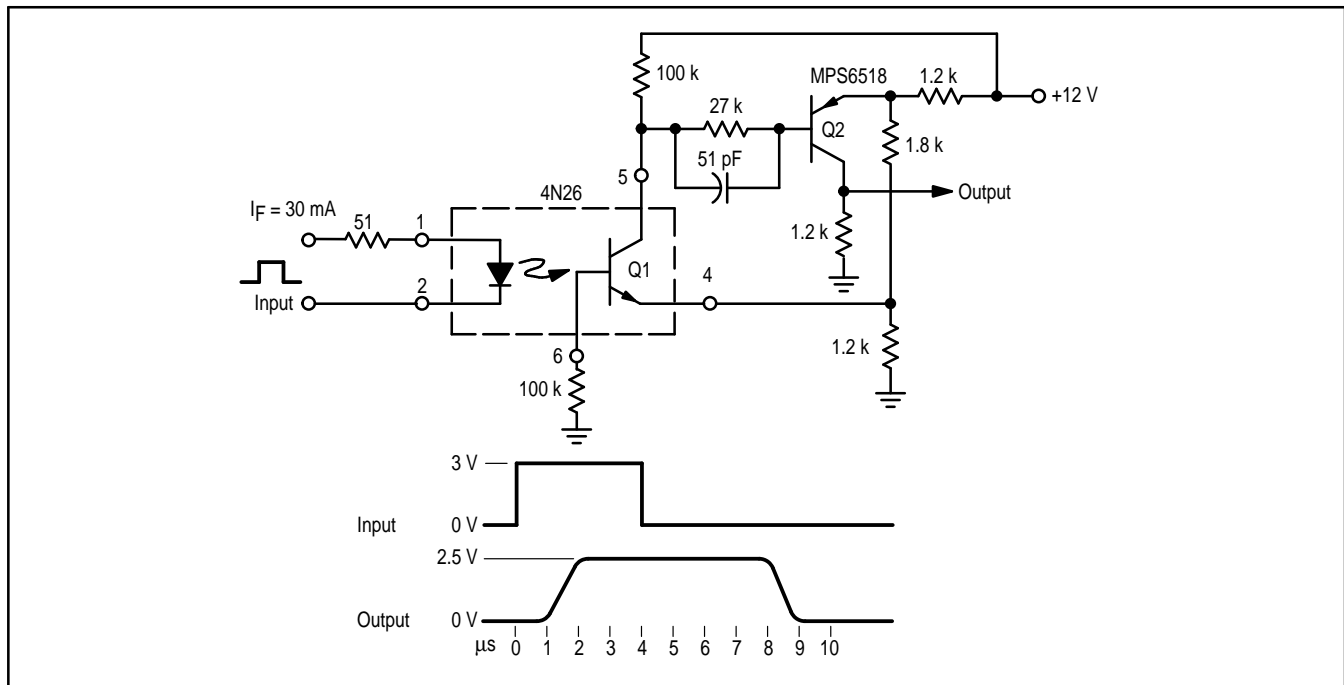 100 k
MPS6518
1.2 k
+12 V
27 k
Q2
1.8 k
51 pF
5
4N26
Output
IF = 30 mA
51
1
1.2 k
Q1
4
2
Input
6
1.2 k
100 k
3 V
Input
0 V
2.5 V
Output
0 V
μs 0 1 2 3 4 5 6 7 8 9 10